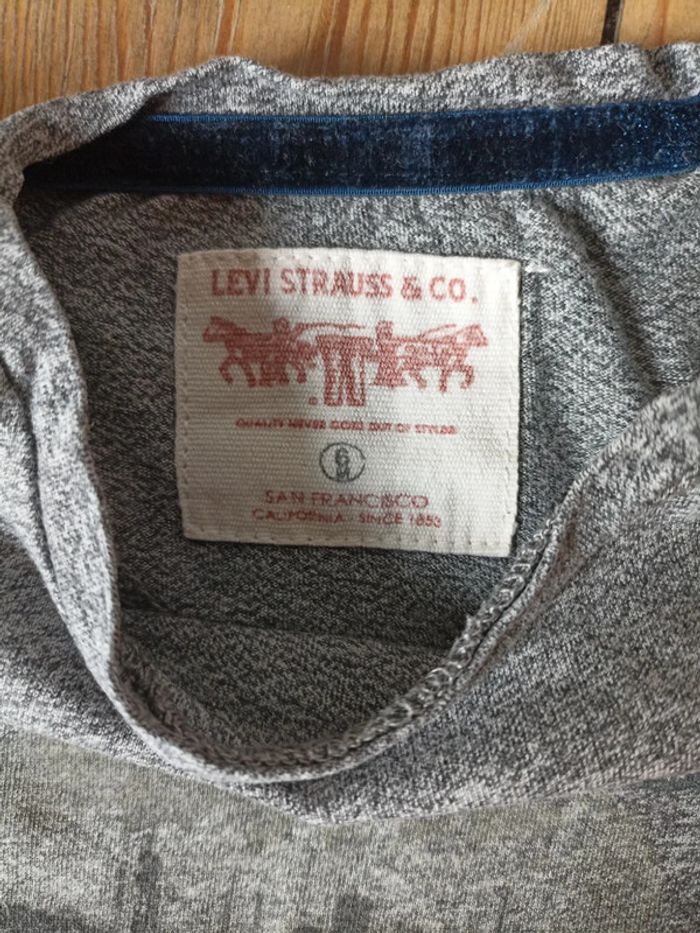 LEVI STRAUSS & CO.
QUALITY NEVER GOES OUT OF STYLE®
6
SAN FRANCISCO
CALIFORNIA - SINCE 1853